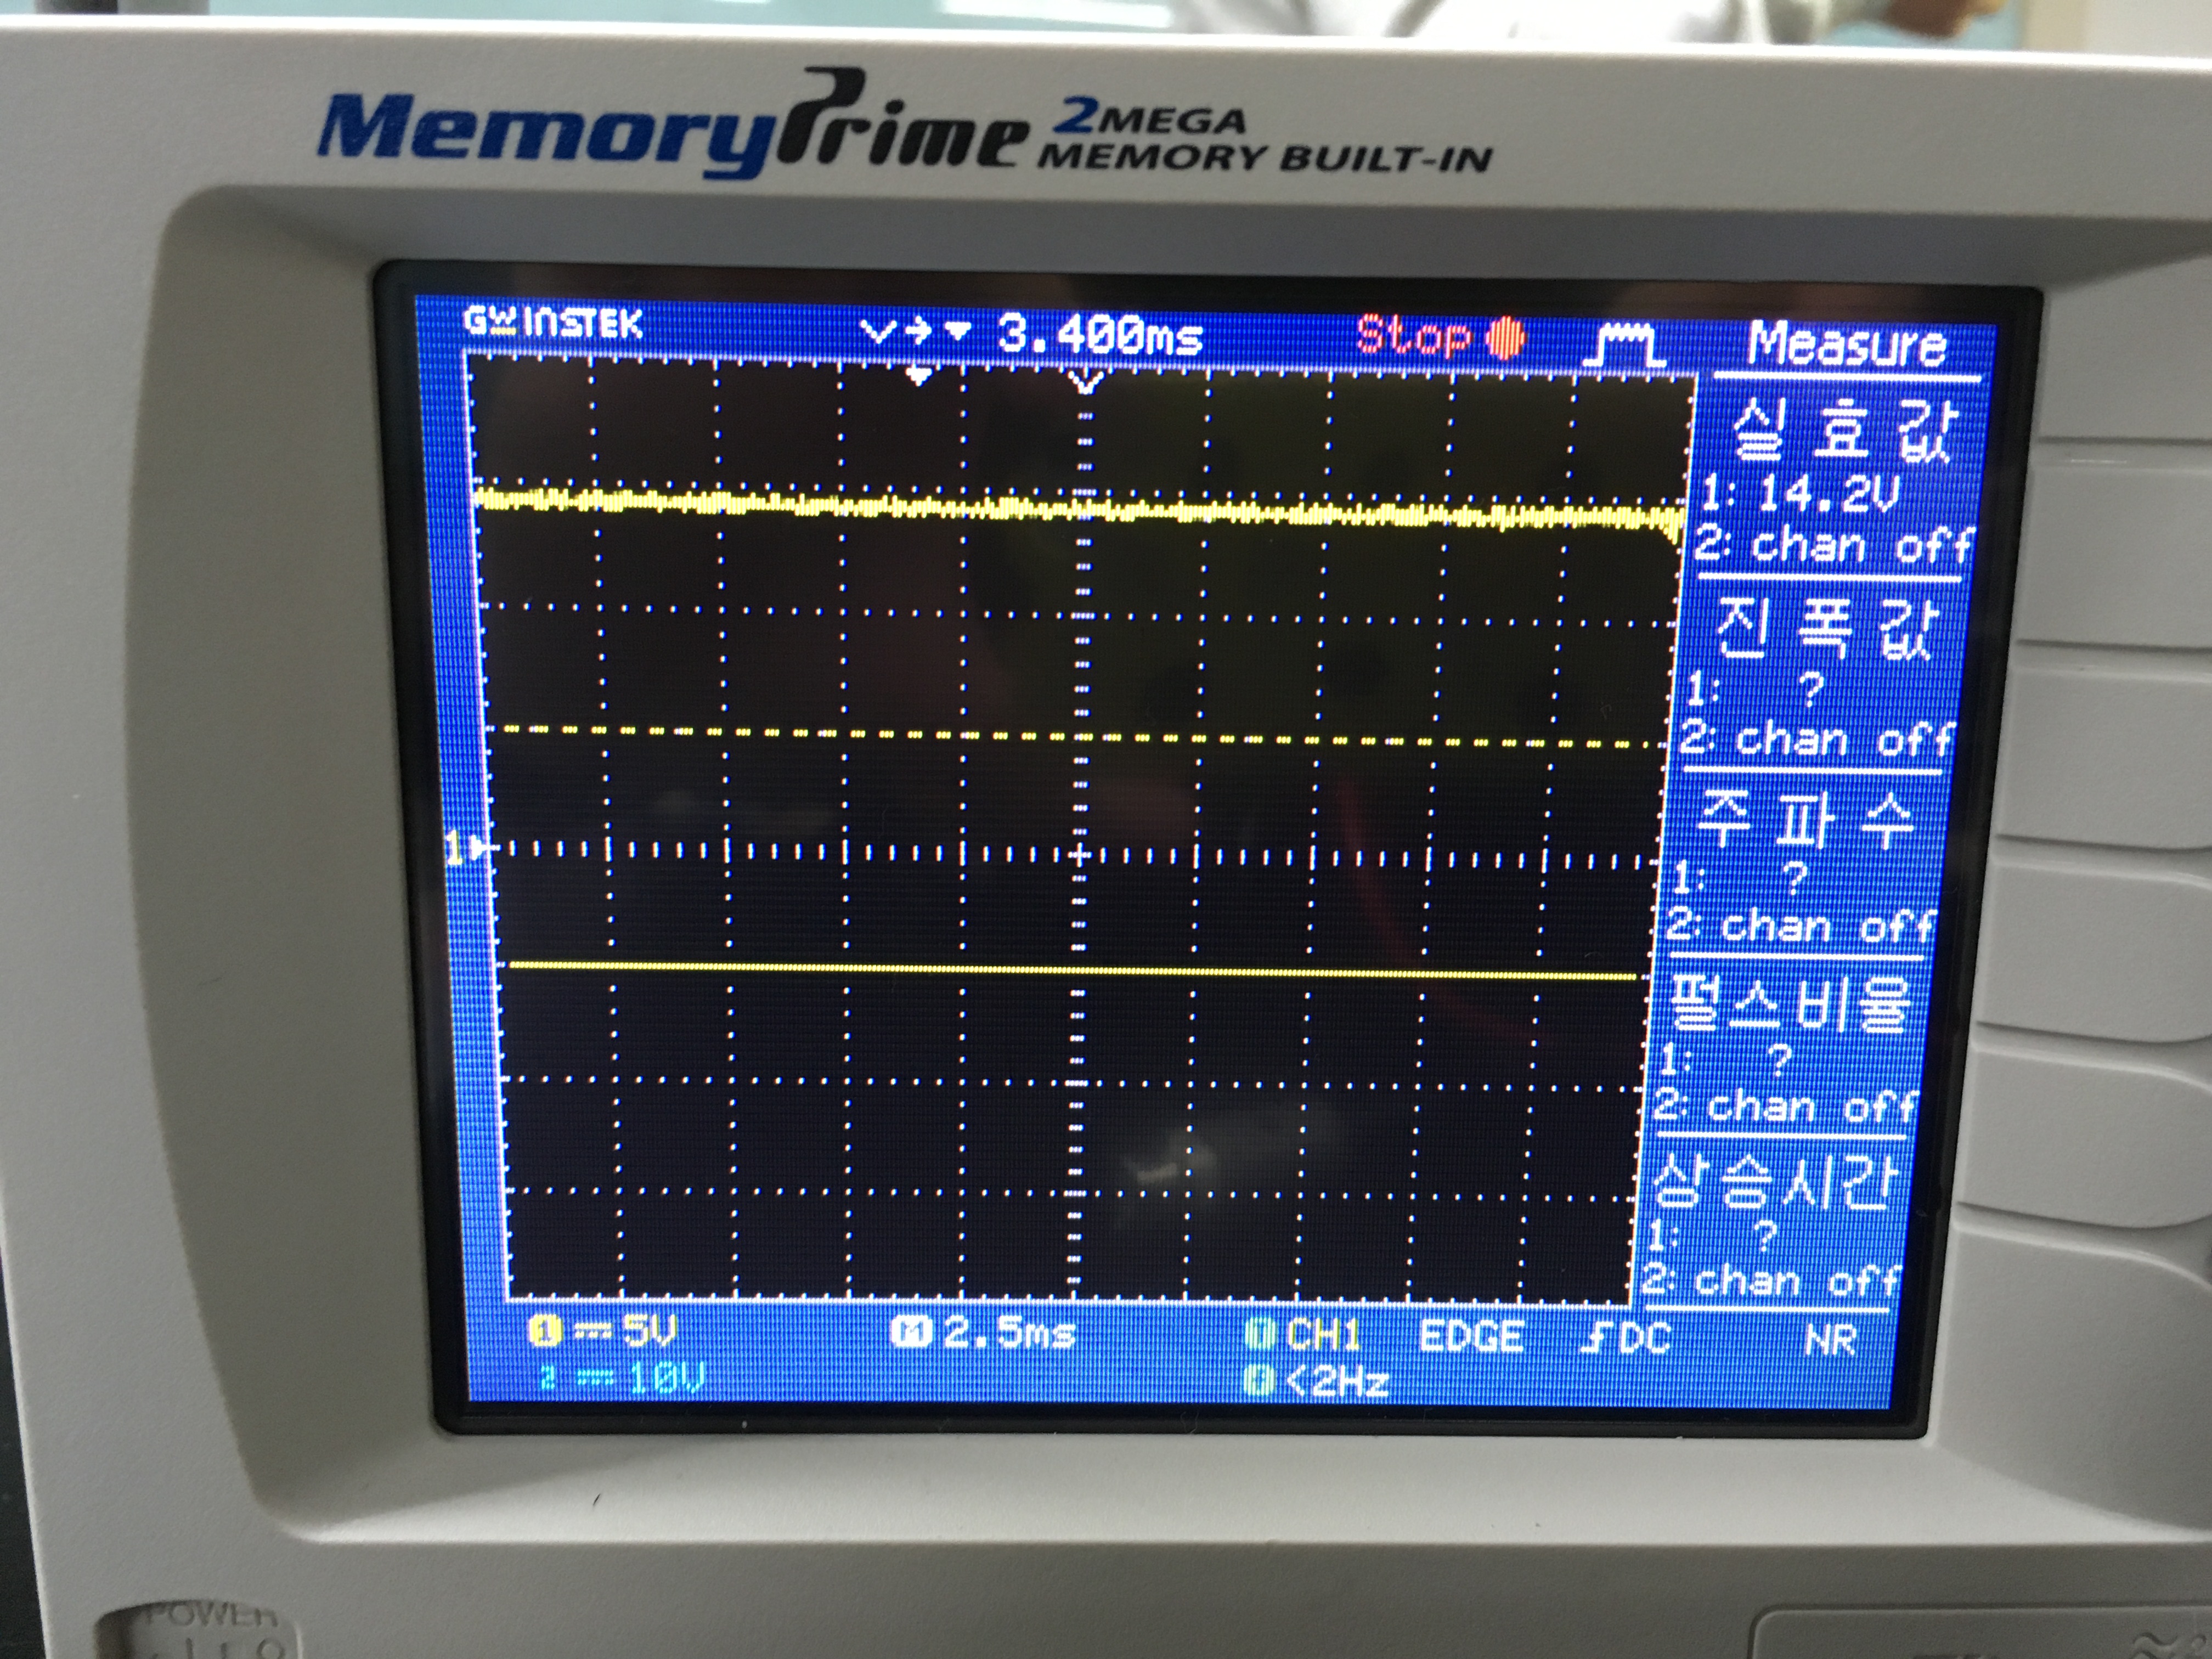 MemoryPrime 2MEGA
MEMORY BUILT-IN
GWINSTEK
3.400ms
Stop
Measure
실효값
1: 14.2V
2: chan off
진폭값
1: ?
2: chan off
주파수
1: ?
2: chan off
펄스비율
1: ?
2: chan off
상승시간
1: ?
2: chan off
1
1 5V M 2.5ms T CH1 EDGE DC NR
2 10V <2Hz
POWER